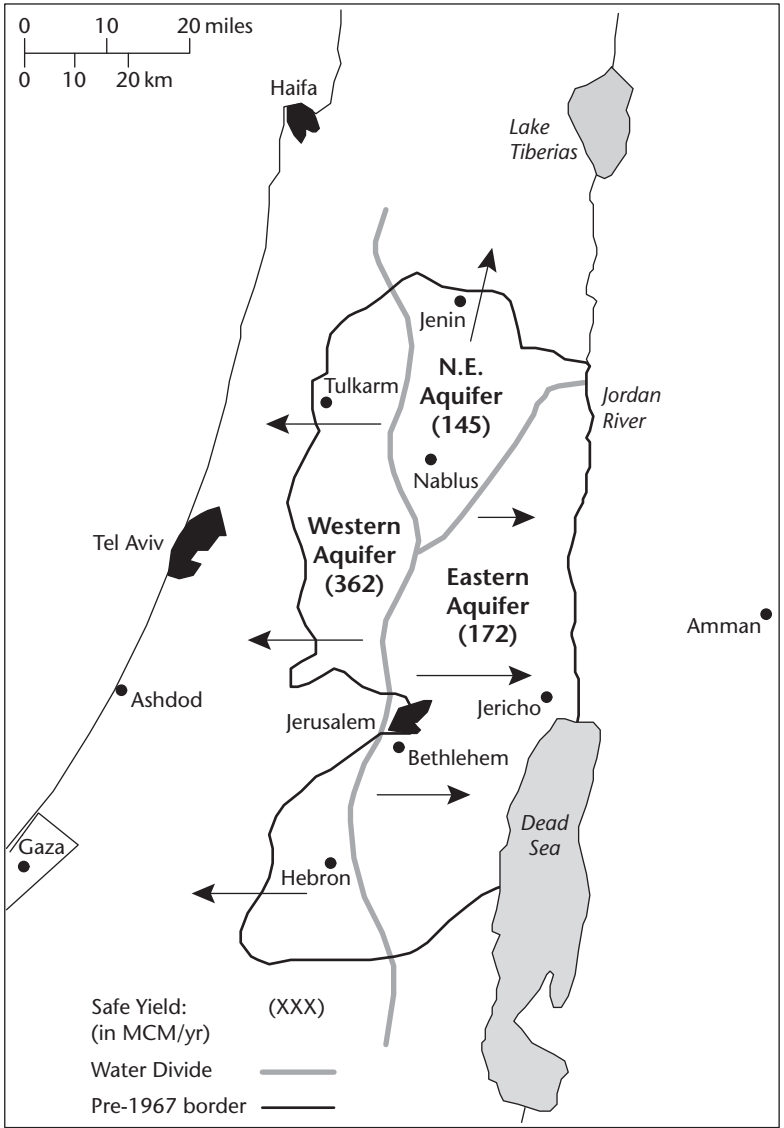 0 10 20 miles
0 10 20 km
Haifa
Lake
Tiberias
Jenin
N.E.
Aquifer
(145)
Tulkarm
Jordan
River
Nablus
Western
Aquifer
(362)
Tel Aviv
Eastern
Aquifer
(172)
Amman
Ashdod
Jericho
Jerusalem
Bethlehem
Dead
Sea
Gaza
Hebron
Safe Yield: (XXX)
(in MCM/yr)
Water Divide
Pre-1967 border